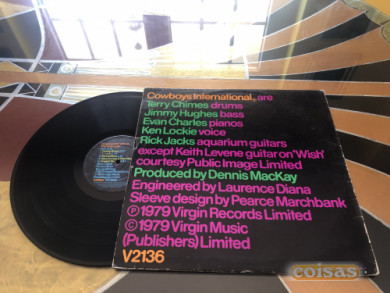 Cowboys International, are
Terry Chimes drums
Jimmy Hughes bass
Evan Charles pianos
Ken Lockie voice
Rick Jacks aquarium guitars
except Keith Levene guitar on 'Wish'
courtesy Public Image Limited
Produced by Dennis MacKay
Engineered by Laurence Diana
Sleeve design by Pearce Marchbank
℗1979 Virgin Records Limited
©1979 Virgin Music
(Publishers) Limited
V2136
coisas